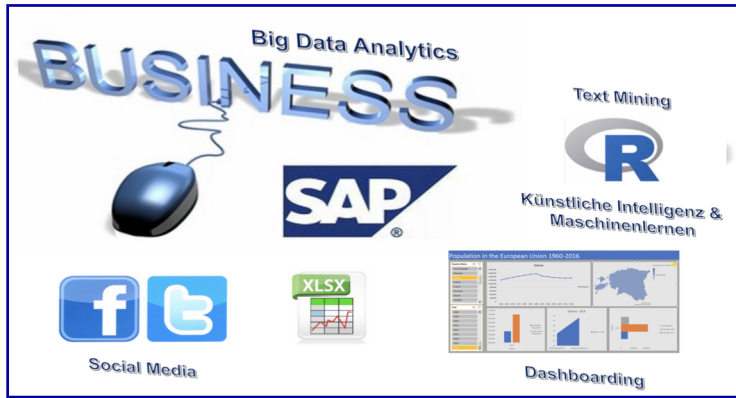 Big Data Analytics
BUSINESS
Text Mining
R
SAP
®
Künstliche Intelligenz &
Maschinenlernen
Population in the European Union 1960-2016
f
t
XLSX
Estonia
Social Media
Dashboarding